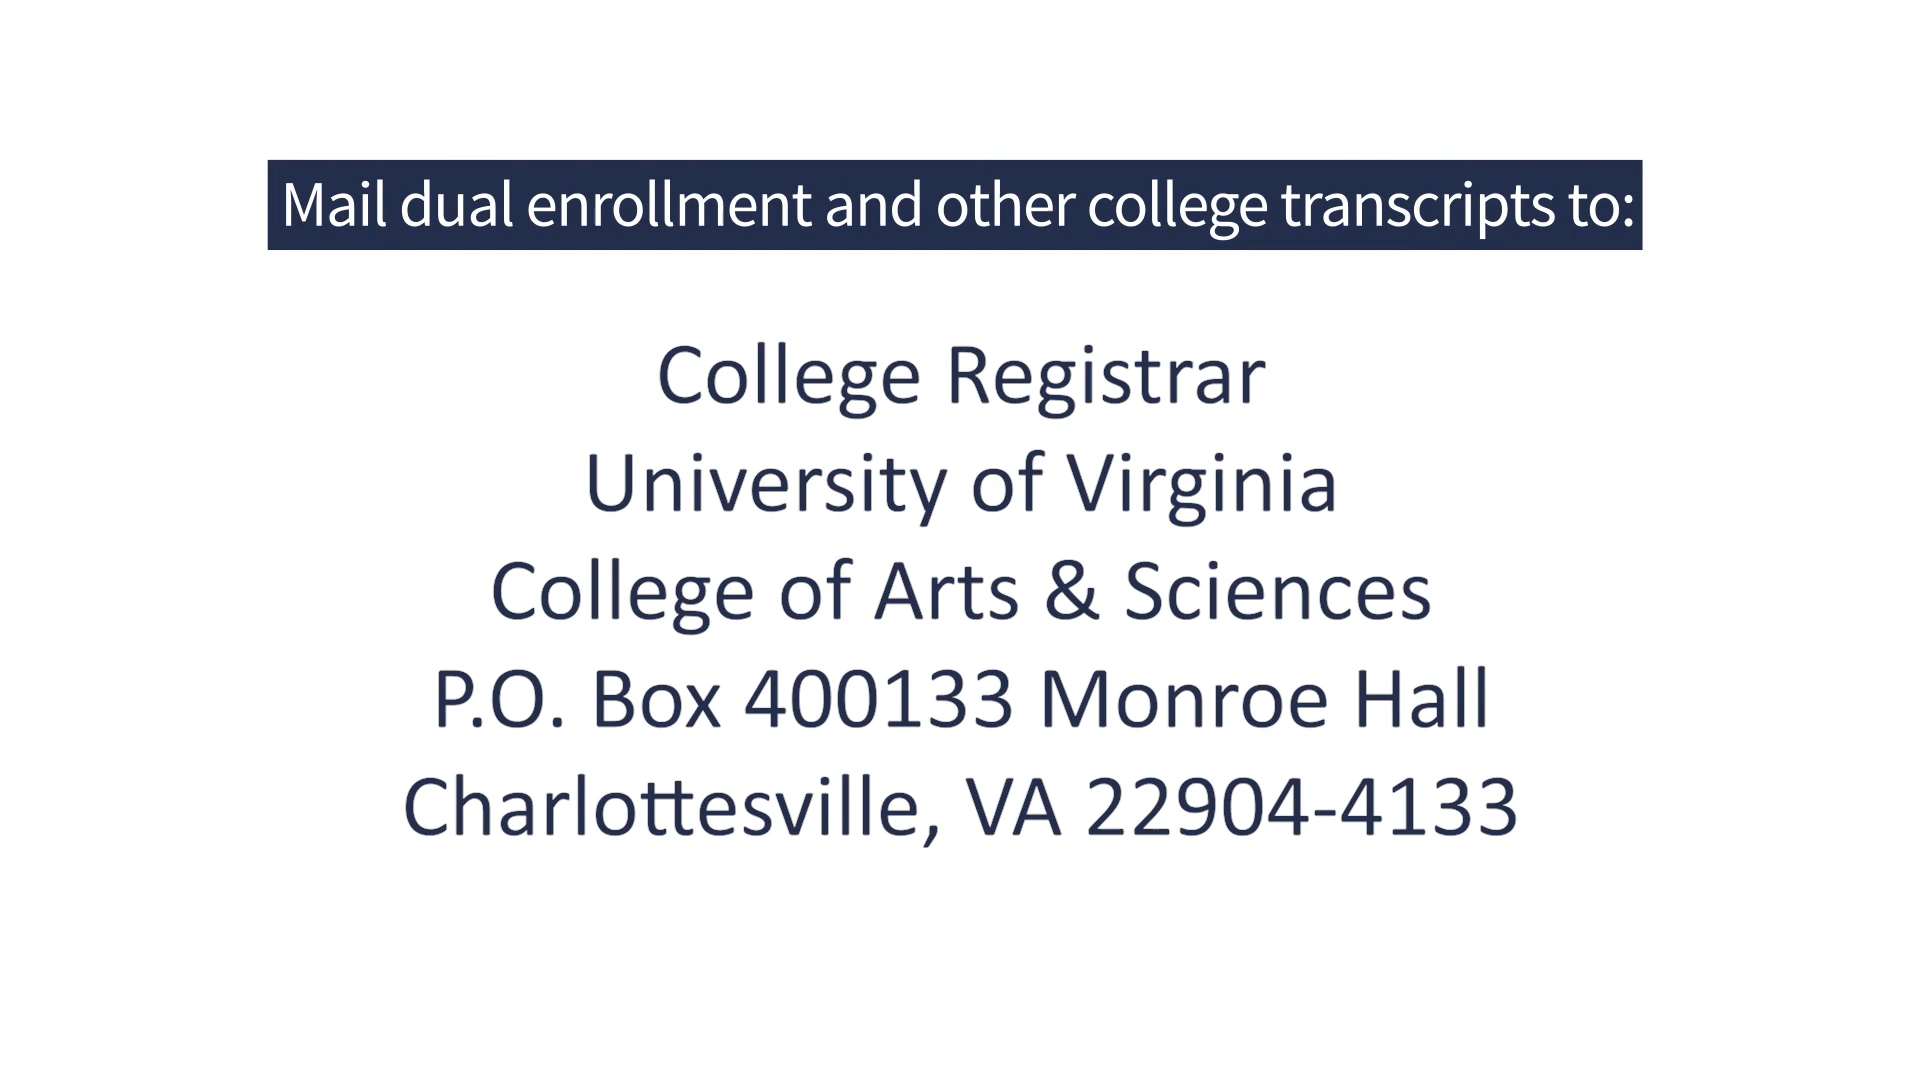 Mail dual enrollment and other college transcripts to:
College Registrar
University of Virginia
College of Arts & Sciences
P.O. Box 400133 Monroe Hall
Charlottesville, VA 22904-4133